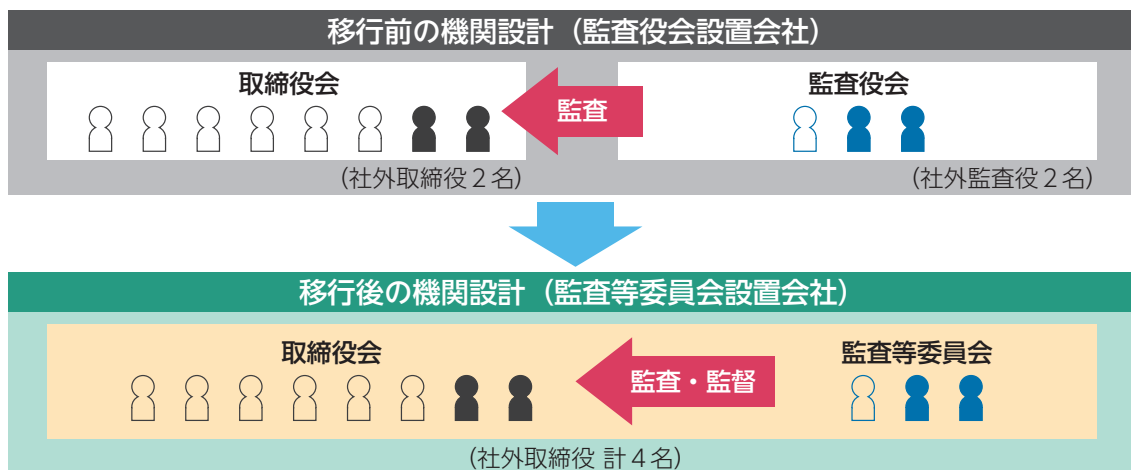 移行前の機関設計（監査役会設置会社）
取締役会
監査
監査役会
（社外取締役２名）
（社外監査役２名）
移行後の機関設計（監査等委員会設置会社）
取締役会
監査・監督
監査等委員会
（社外取締役 計４名）